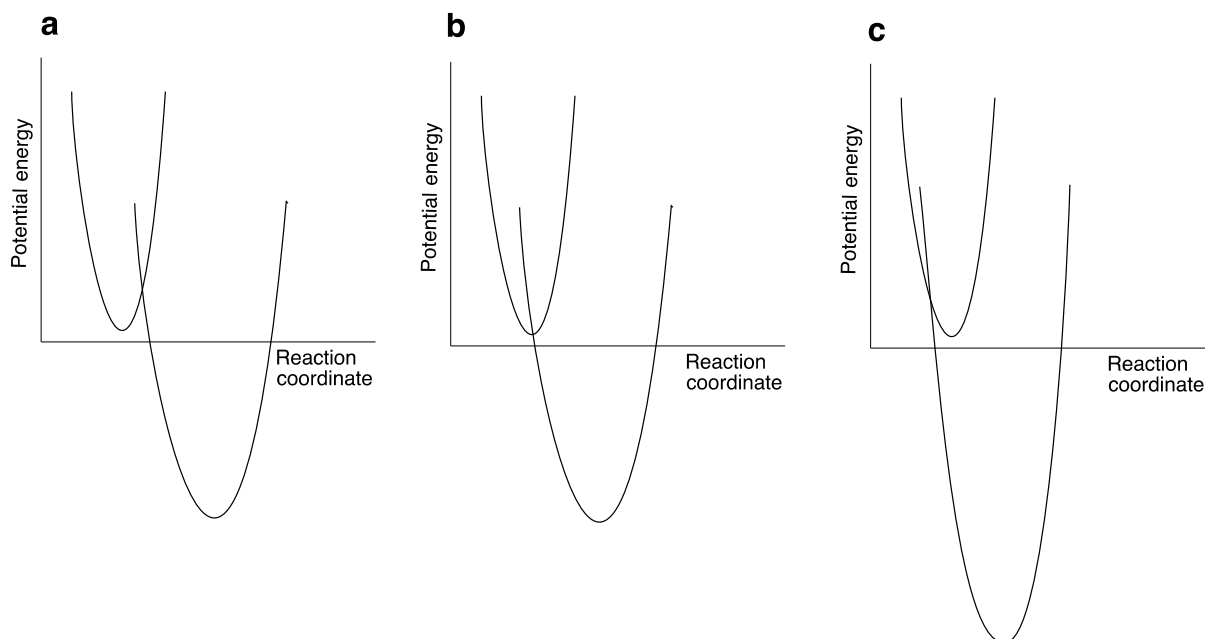 a
Potential energy
Reaction
coordinate
b
Potential energy
Reaction
coordinate
c
Potential energy
Reaction
coordinate